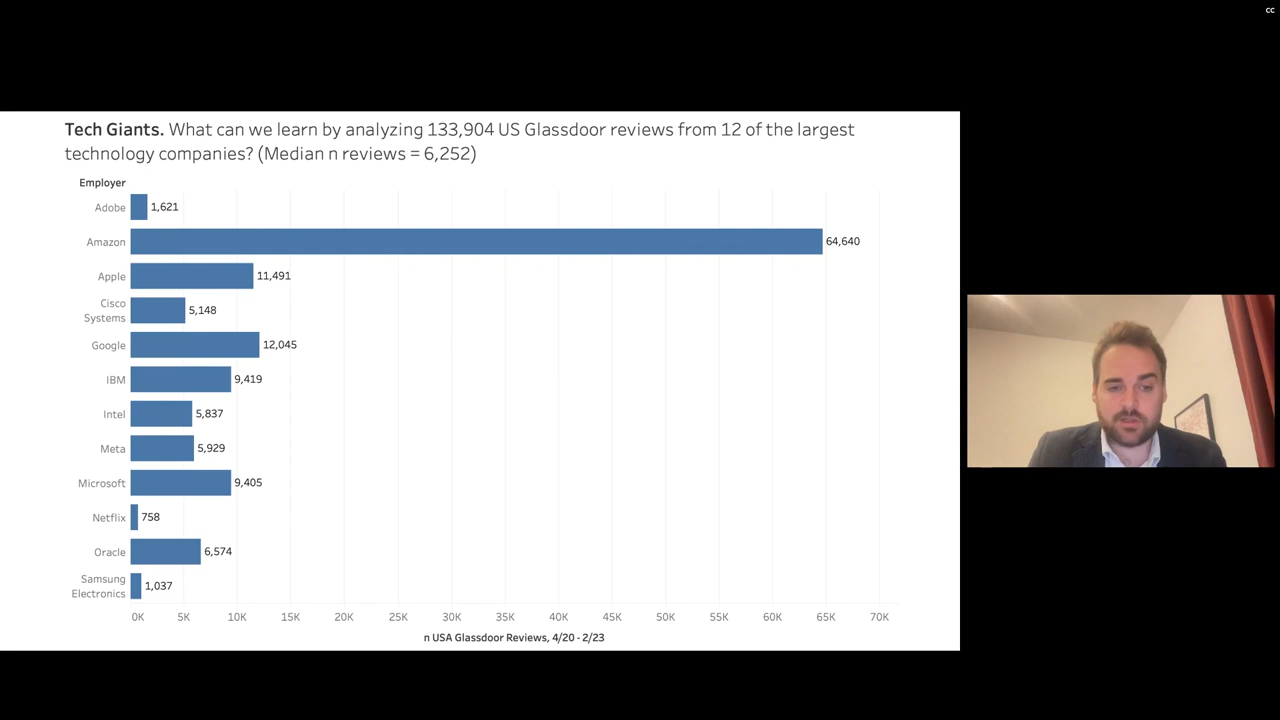 CC
Tech Giants. What can we learn by analyzing 133,904 US Glassdoor reviews from 12 of the largest
technology companies? (Median n reviews = 6,252)
Employer
Adobe 1,621
Amazon 64,640
Apple 11,491
Cisco
Systems 5,148
Google 12,045
IBM 9,419
Intel 5,837
Meta 5,929
Microsoft 9,405
Netflix 758
Oracle 6,574
Samsung
Electronics 1,037
0K 5K 10K 15K 20K 25K 30K 35K 40K 45K 50K 55K 60K 65K 70K
n USA Glassdoor Reviews, 4/20 - 2/23